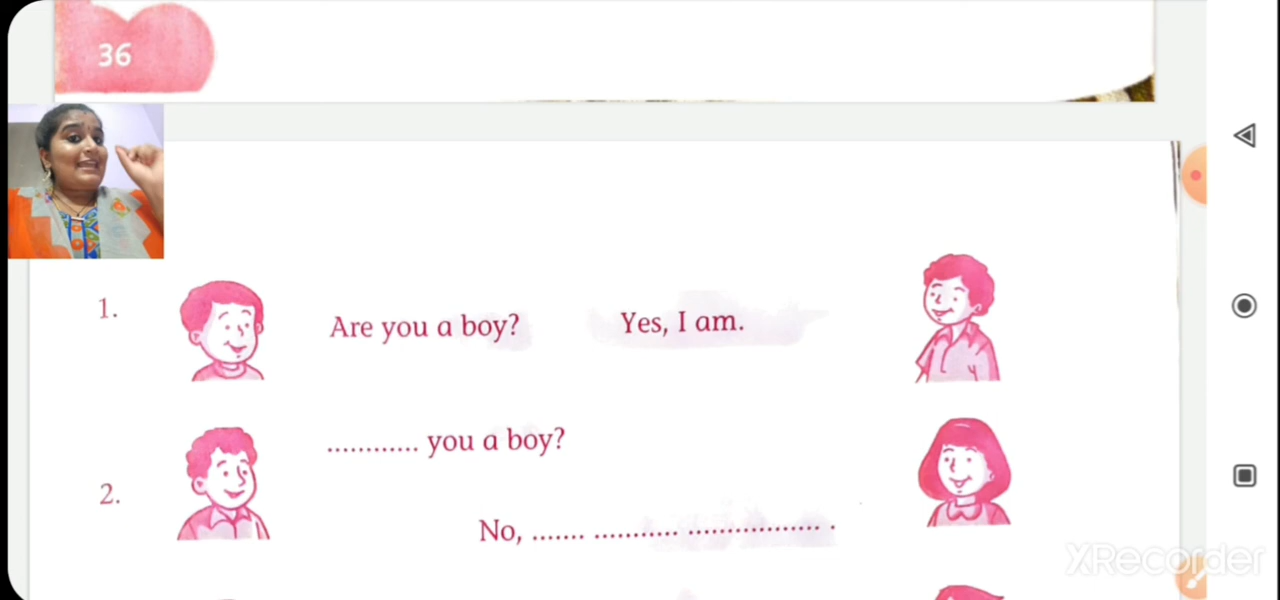 36
1. Are you a boy? Yes, I am.
............ you a boy?
2.
No, ....... ........... ................. .
XRecorder